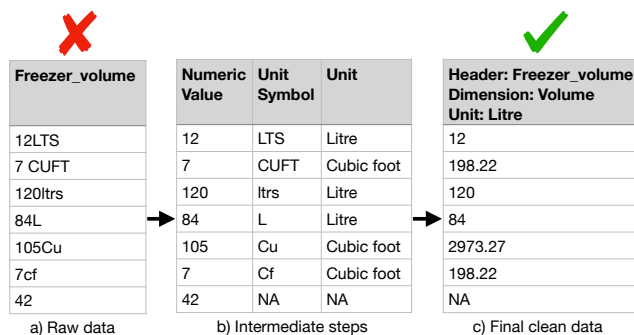 Freezer_volume
12LTS
7 CUFT
120ltrs
84L
105Cu
7cf
42
a) Raw data
Numeric Value Unit Symbol Unit
12 LTS Litre
7 CUFT Cubic foot
120 ltrs Litre
84 L Litre
105 Cu Cubic foot
7 Cf Cubic foot
42 NA NA
b) Intermediate steps
Header: Freezer_volume
Dimension: Volume
Unit: Litre
12
198.22
120
84
2973.27
198.22
NA
c) Final clean data